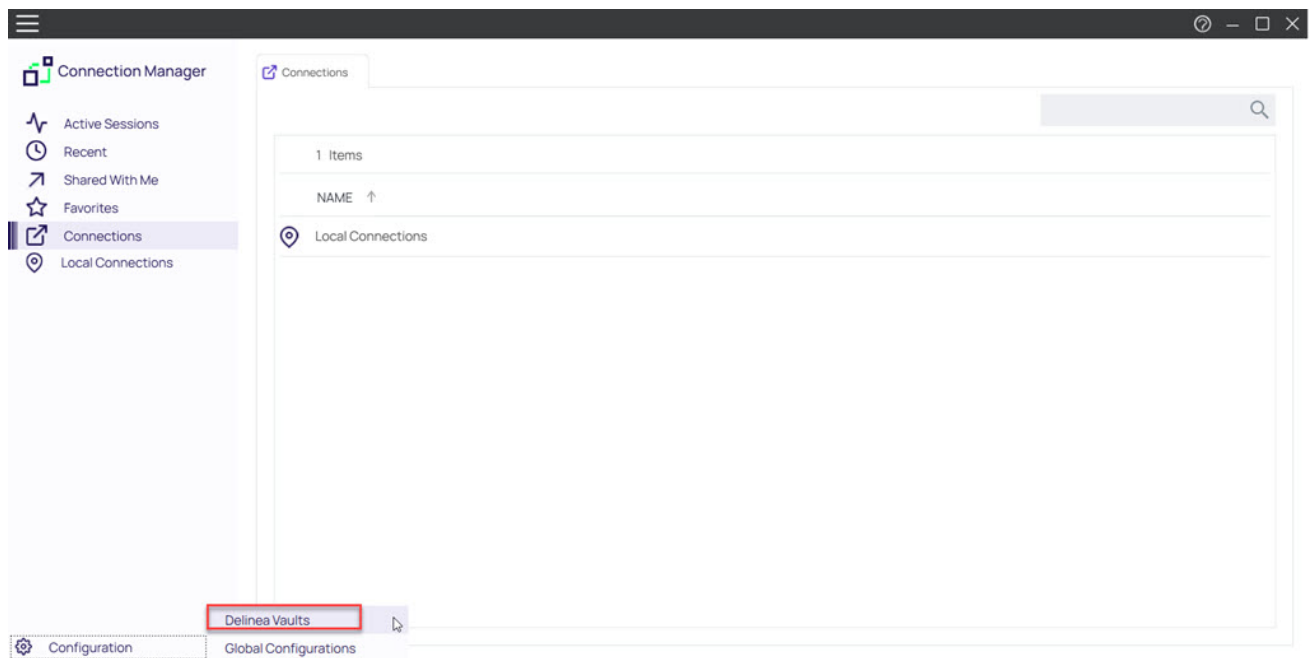 Connection Manager
Active Sessions
Recent
Shared With Me
Favorites
Connections
Local Connections
Connections
1 Items
NAME
Local Connections
Delinea Vaults
Configuration
Global Configurations